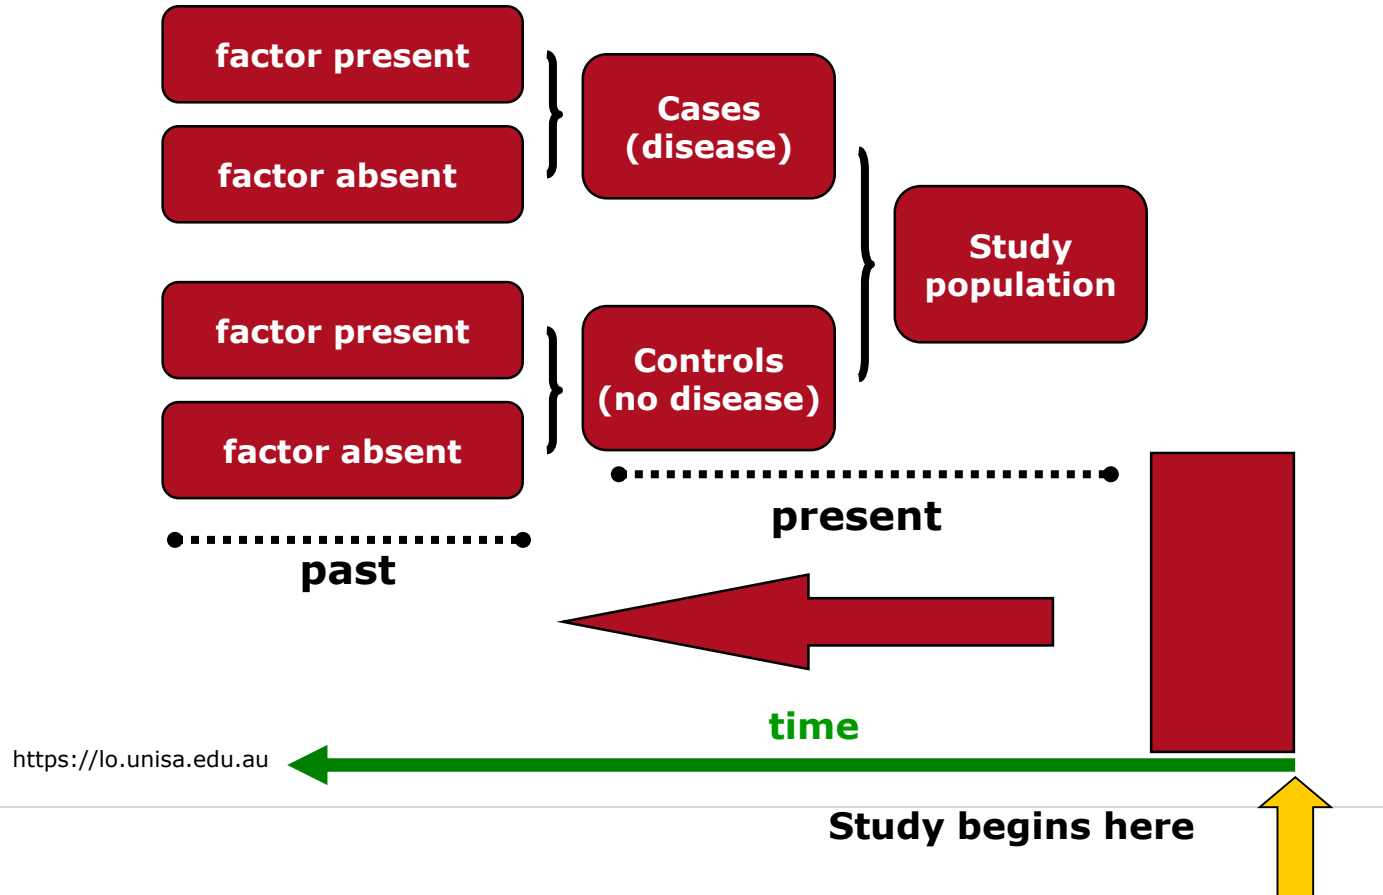 factor present
factor absent
Cases
(disease)
Study
population
factor present
factor absent
Controls
(no disease)
present
past
time
https://lo.unisa.edu.au
Study begins here